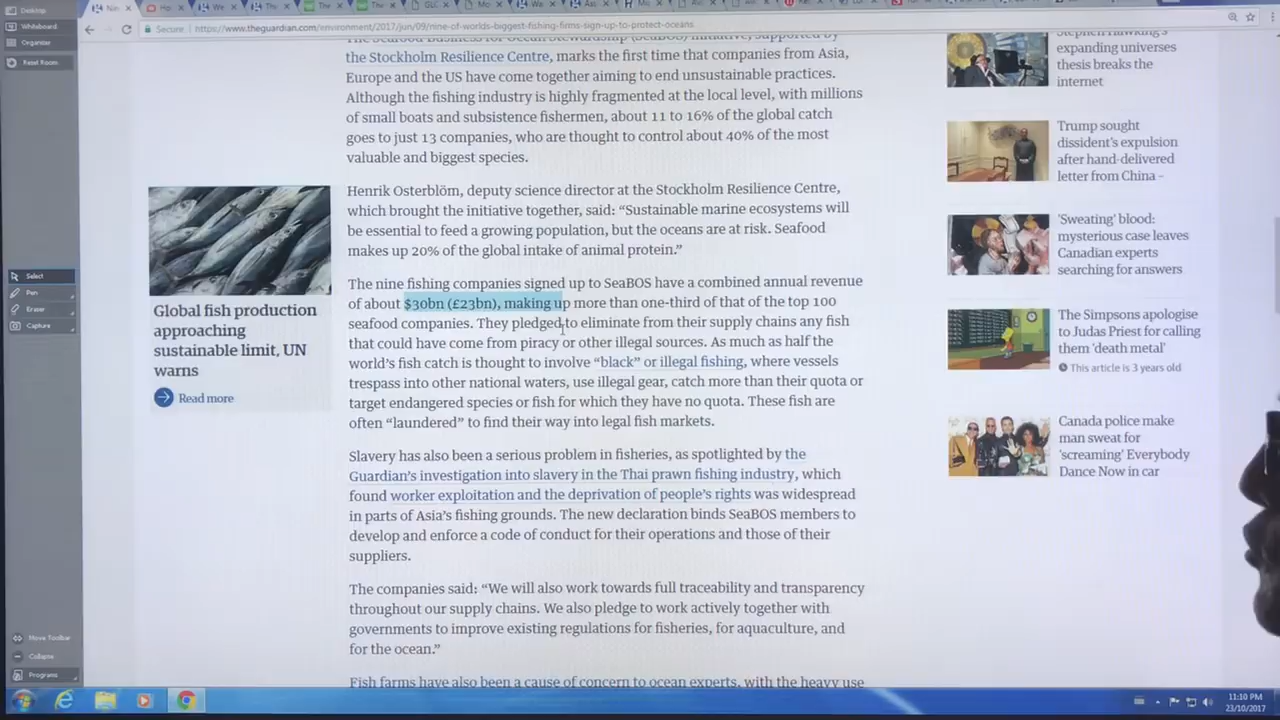 Desktop
Whiteboard
Organise
Reset Room
Select
Pen
Eraser
Capture
Move Toolbar
Collapse
Programs
Secure
https://www.theguardian.com/environment/2017/jun/09/nine-of-worlds-biggest-fishing-firms-sign-up-to-protect-oceans
The Seafood Business for Ocean Stewardship (SeaBOS) initiative, supported by
the Stockholm Resilience Centre, marks the first time that companies from Asia,
Europe and the US have come together aiming to end unsustainable practices.
Although the fishing industry is highly fragmented at the local level, with millions
of small boats and subsistence fishermen, about 11 to 16% of the global catch
goes to just 13 companies, who are thought to control about 40% of the most
valuable and biggest species.
Henrik Osterblöm, deputy science director at the Stockholm Resilience Centre,
which brought the initiative together, said: “Sustainable marine ecosystems will
be essential to feed a growing population, but the oceans are at risk. Seafood
makes up 20% of the global intake of animal protein.”
The nine fishing companies signed up to SeaBOS have a combined annual revenue
of about $30bn (£23bn), making up more than one-third of that of the top 100
seafood companies. They pledged to eliminate from their supply chains any fish
that could have come from piracy or other illegal sources. As much as half the
world’s fish catch is thought to involve “black” or illegal fishing, where vessels
trespass into other national waters, use illegal gear, catch more than their quota or
target endangered species or fish for which they have no quota. These fish are
often “laundered” to find their way into legal fish markets.
Slavery has also been a serious problem in fisheries, as spotlighted by the
Guardian’s investigation into slavery in the Thai prawn fishing industry, which
found worker exploitation and the deprivation of people’s rights was widespread
in parts of Asia’s fishing grounds. The new declaration binds SeaBOS members to
develop and enforce a code of conduct for their operations and those of their
suppliers.
The companies said: “We will also work towards full traceability and transparency
throughout our supply chains. We also pledge to work actively together with
governments to improve existing regulations for fisheries, for aquaculture, and
for the ocean.”
Fish farms have also been a cause of concern to ocean experts, with the heavy use
Global fish production
approaching
sustainable limit, UN
warns
Read more
Stephen Hawking's
expanding universes
thesis breaks the
internet
Trump sought
dissident’s expulsion
after hand-delivered
letter from China –
‘Sweating’ blood:
mysterious case leaves
Canadian experts
searching for answers
The Simpsons apologise
to Judas Priest for calling
them ‘death metal’
This article is 3 years old
Canada police make
man sweat for
‘screaming’ Everybody
Dance Now in car
11:10 PM
23/10/2017